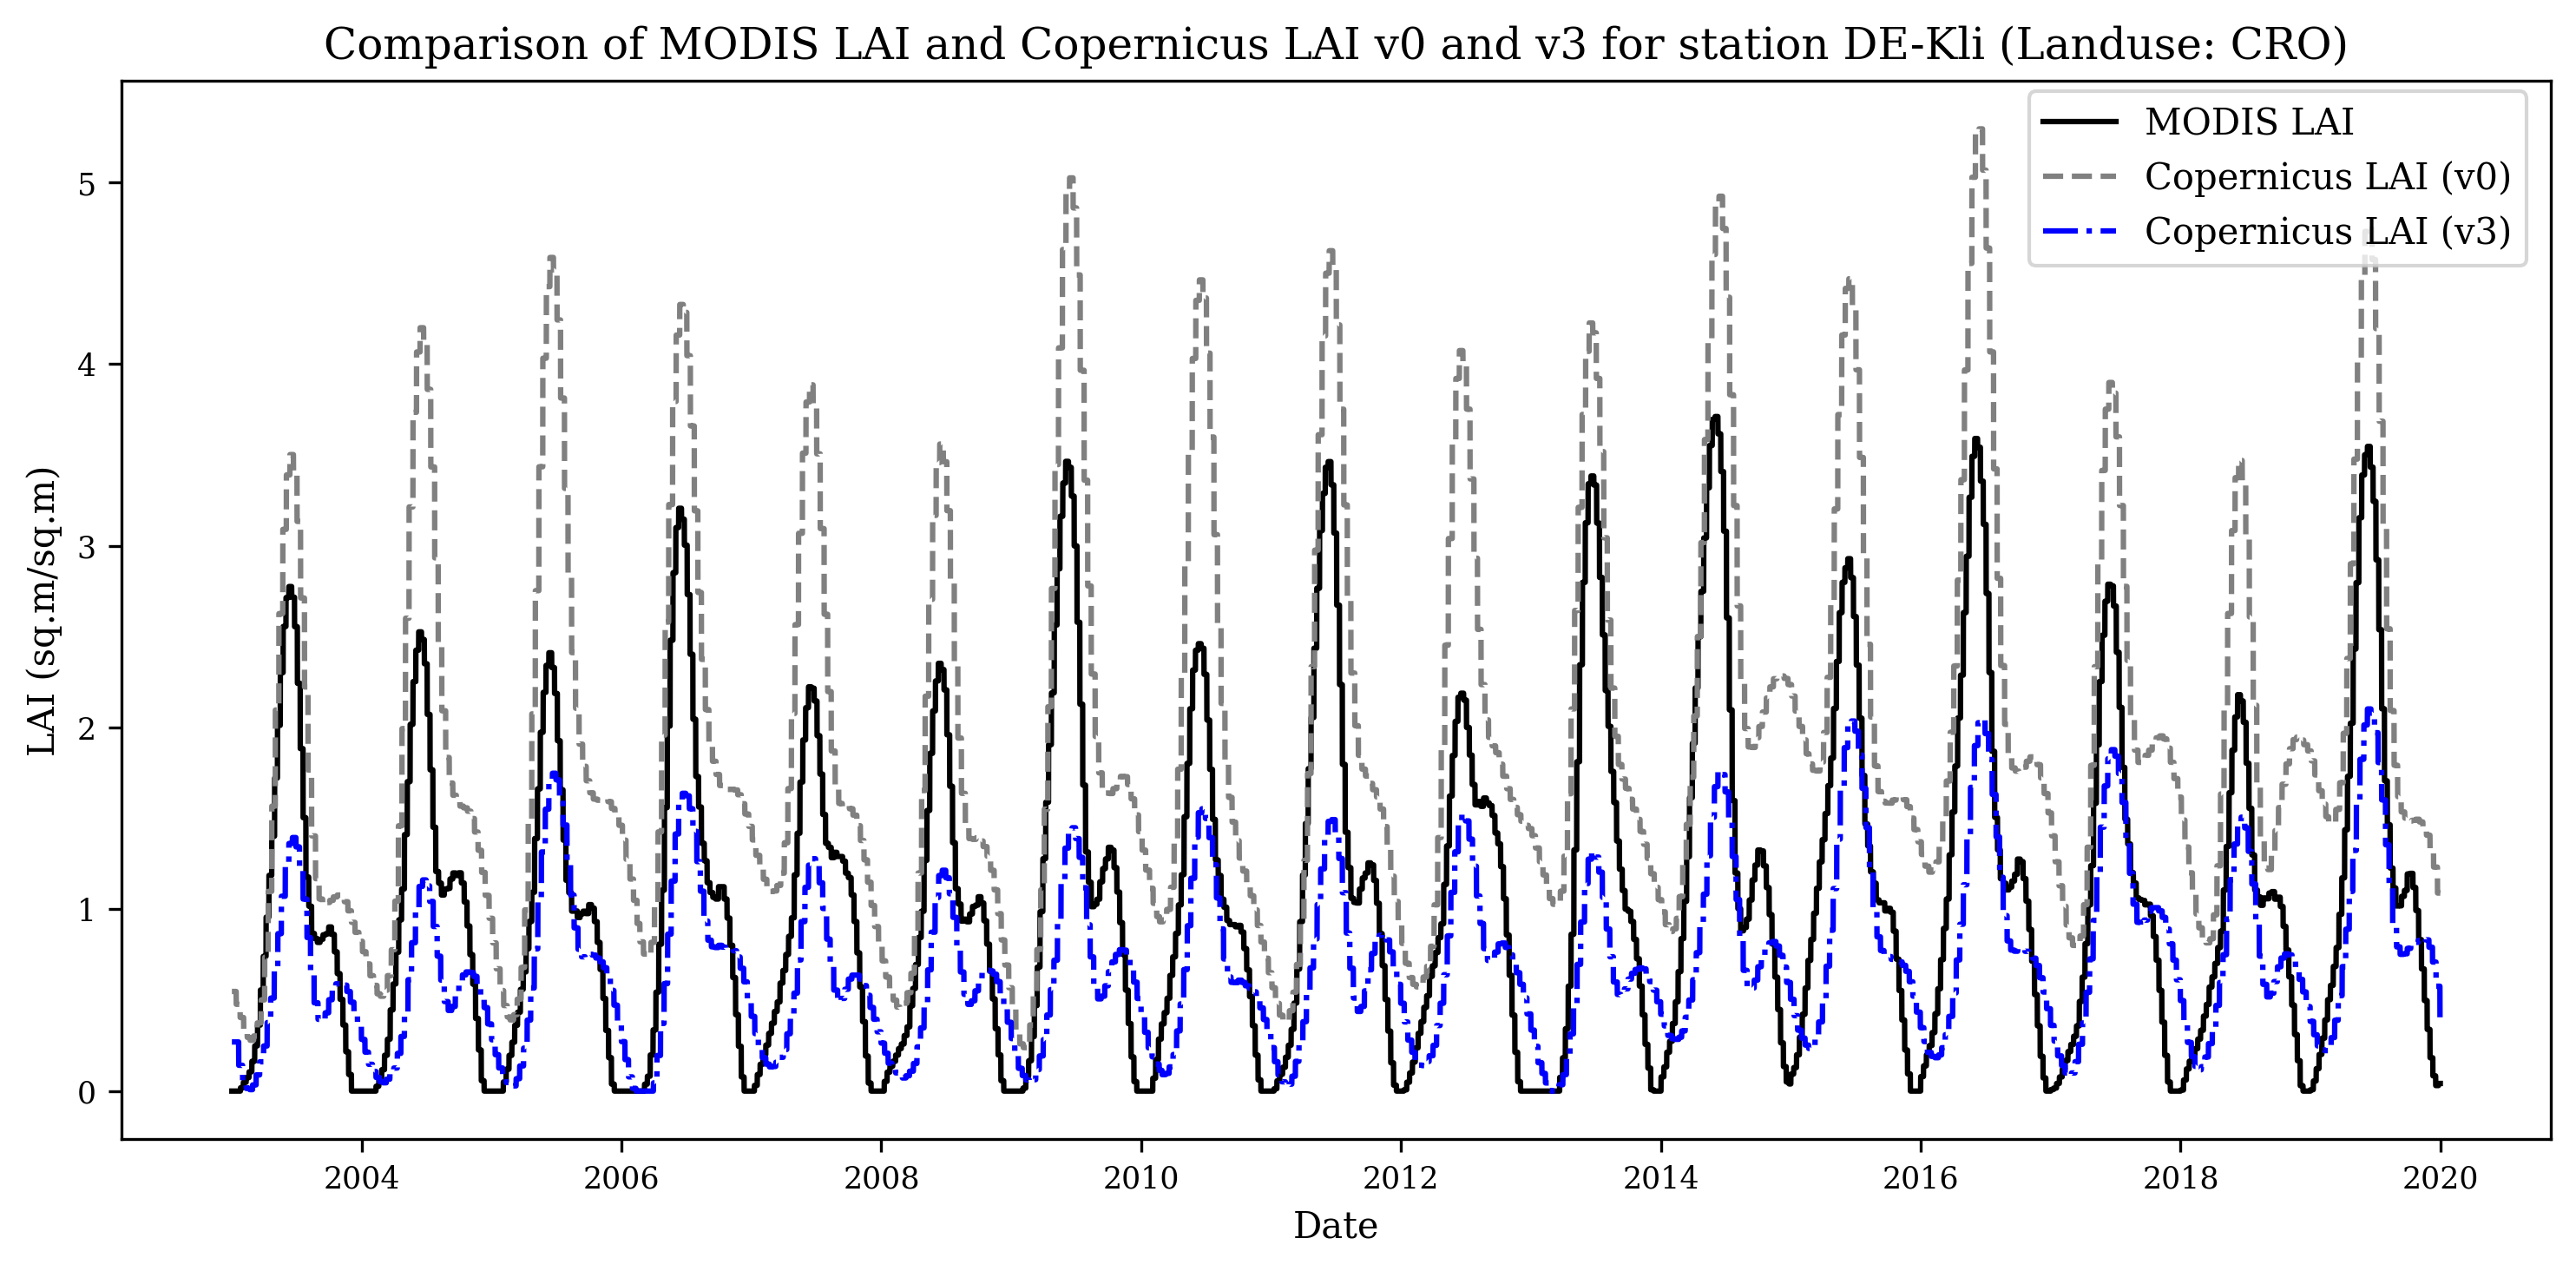 Comparison of MODIS LAI and Copernicus LAI v0 and v3 for station DE-Kli (Landuse: CRO)
MODIS LAI
Copernicus LAI (v0)
Copernicus LAI (v3)
LAI (sq.m/sq.m)
5
4
3
2
1
0
2004 2006 2008 2010 2012 2014 2016 2018 2020
Date